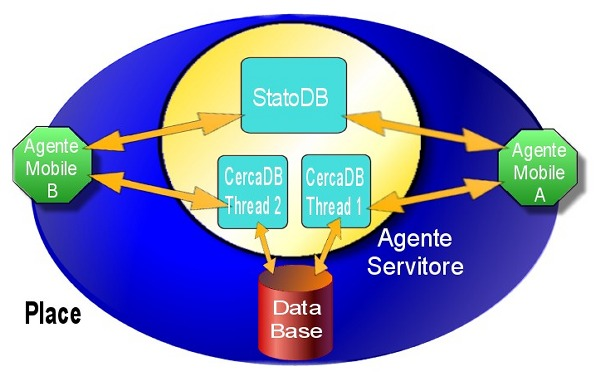 StatoDB
Agente
Mobile
B
Agente
Mobile
A
CercaDB
Thread 2
CercaDB
Thread 1
Agente
Servitore
Data
Base
Place